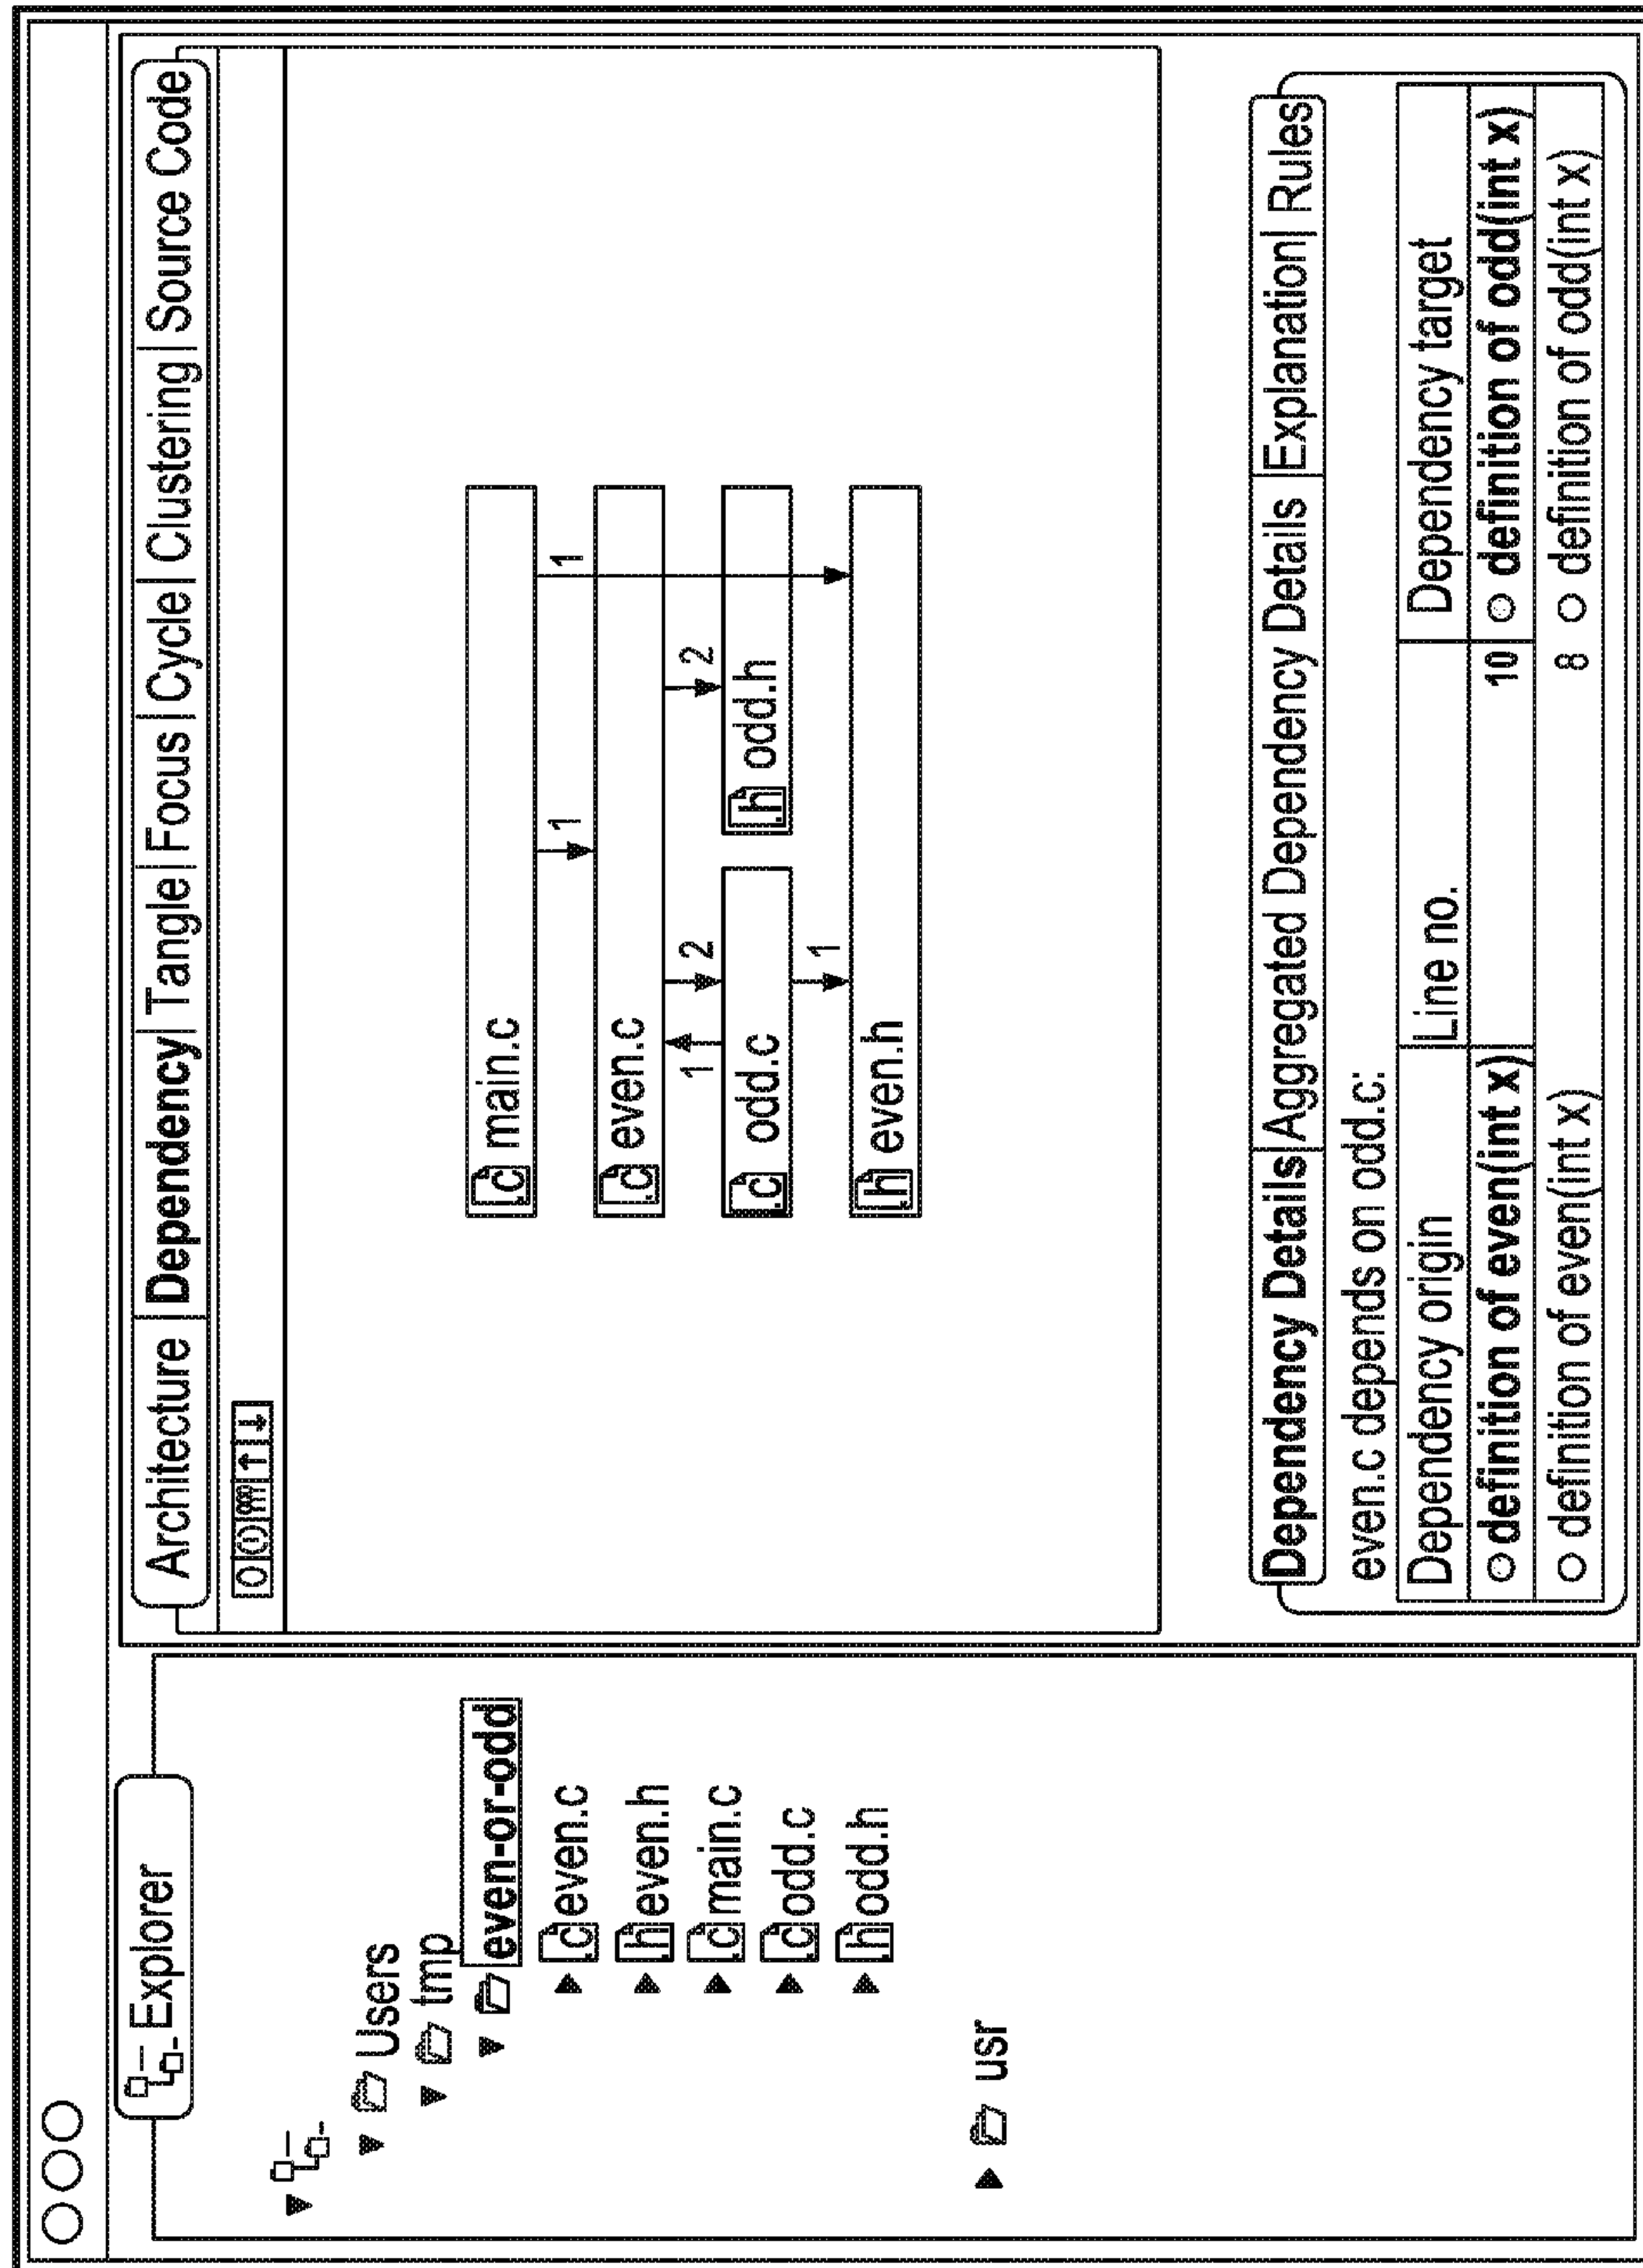 Explorer
Users
tmp
even-or-odd
.c even.c
.h even.h
.c main.c
.c odd.c
.h odd.h
usr
Architecture | Dependency | Tangle | Focus | Cycle | Clustering | Source Code
.c main.c
1
1
.c even.c
1
2
2
.c odd.c
.h odd.h
1
.h even.h
Dependency Details | Aggregated Dependency Details | Explanation | Rules
even.c depends on odd.c:
Dependency origin Line no. Dependency target
definition of even(int x) 10 definition of odd(int x)
definition of even(int x) 8 definition of odd(int x)